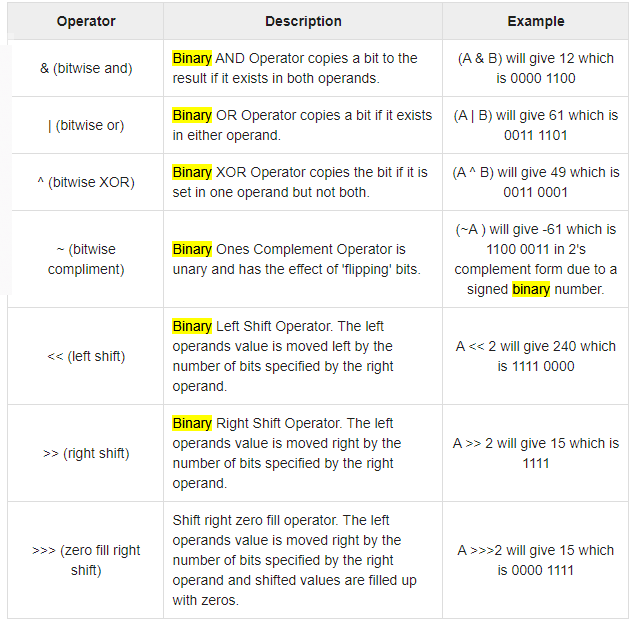 Operator Description Example
& (bitwise and)
Binary AND Operator copies a bit to the
result if it exists in both operands.
(A & B) will give 12 which
is 0000 1100
| (bitwise or)
Binary OR Operator copies a bit if it exists
in either operand.
(A | B) will give 61 which is
0011 1101
^ (bitwise XOR)
Binary XOR Operator copies the bit if it is
set in one operand but not both.
(A ^ B) will give 49 which is
0011 0001
~ (bitwise
compliment)
Binary Ones Complement Operator is
unary and has the effect of 'flipping' bits.
(~A ) will give -61 which is
1100 0011 in 2's
complement form due to a
signed binary number.
<< (left shift)
Binary Left Shift Operator. The left
operands value is moved left by the
number of bits specified by the right
operand.
A << 2 will give 240 which
is 1111 0000
>> (right shift)
Binary Right Shift Operator. The left
operands value is moved right by the
number of bits specified by the right
operand.
A >> 2 will give 15 which is
1111
>>> (zero fill right
shift)
Shift right zero fill operator. The left
operands value is moved right by the
number of bits specified by the right
operand and shifted values are filled up
with zeros.
A >>>2 will give 15 which
is 0000 1111